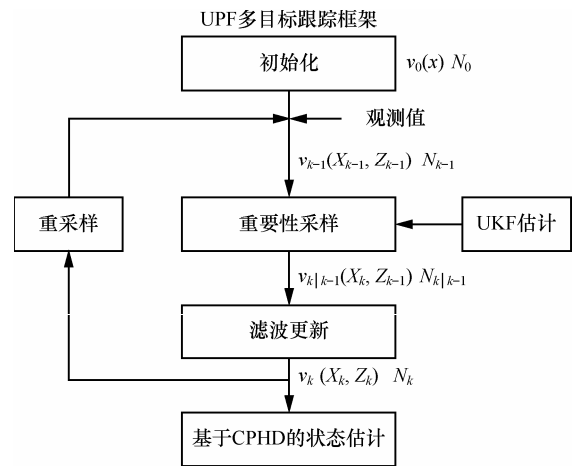 UPF多目标跟踪框架
初始化
v0(x) N0
观测值
vk−1(Xk−1, Zk−1) Nk−1
重采样
重要性采样
UKF估计
vk|k−1(Xk, Zk−1) Nk|k−1
滤波更新
vk (Xk, Zk) Nk
基于CPHD的状态估计